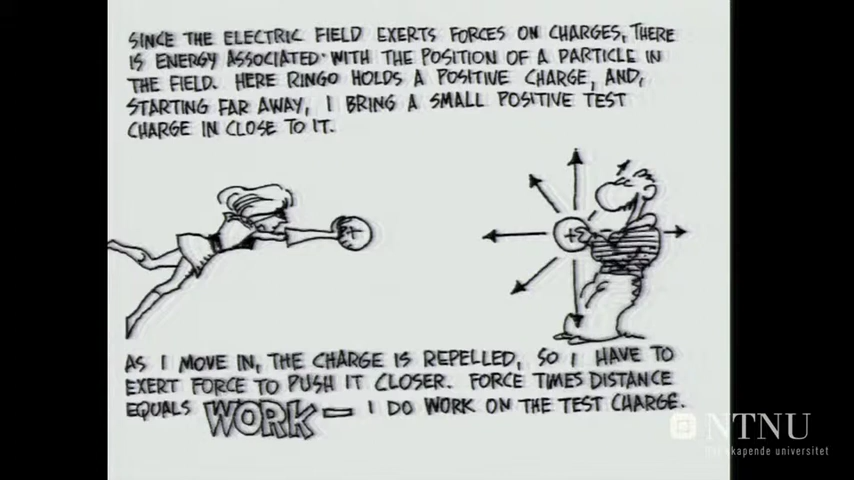 SINCE THE ELECTRIC FIELD EXERTS FORCES ON CHARGES, THERE
IS ENERGY ASSOCIATED WITH THE POSITION OF A PARTICLE IN
THE FIELD. HERE RINGO HOLDS A POSITIVE CHARGE, AND,
STARTING FAR AWAY, I BRING A SMALL POSITIVE TEST
CHARGE IN CLOSE TO IT.
+
+
AS I MOVE IN, THE CHARGE IS REPELLED, SO I HAVE TO
EXERT FORCE TO PUSH IT CLOSER. FORCE TIMES DISTANCE
EQUALS WORK — I DO WORK ON THE TEST CHARGE.
NTNU
Det skapende universitet